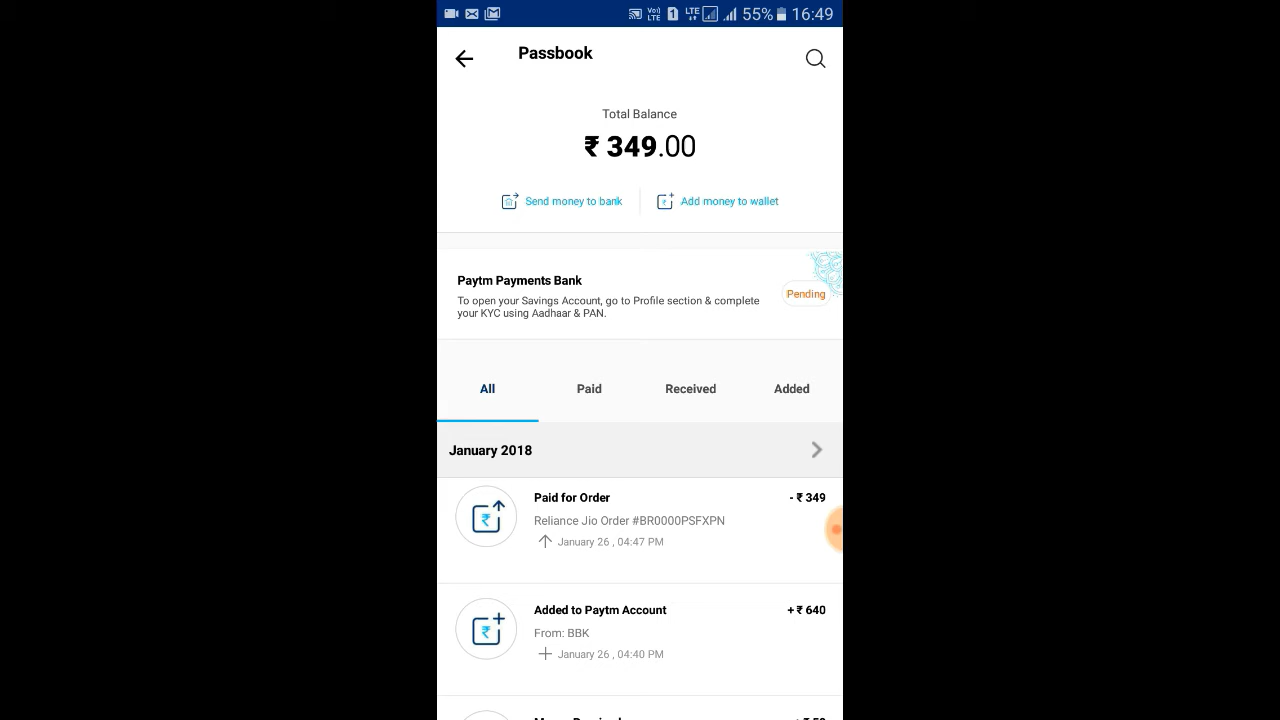 Vo)) LTE 1 LTE 55% 16:49
Passbook
Total Balance
₹ 349.00
Send money to bank
Add money to wallet
Paytm Payments Bank
To open your Savings Account, go to Profile section & complete
your KYC using Aadhaar & PAN.
Pending
All Paid Received Added
January 2018
Paid for Order - ₹ 349
Reliance Jio Order #BR0000PSFXPN
January 26 , 04:47 PM
Added to Paytm Account + ₹ 640
From: BBK
January 26 , 04:40 PM